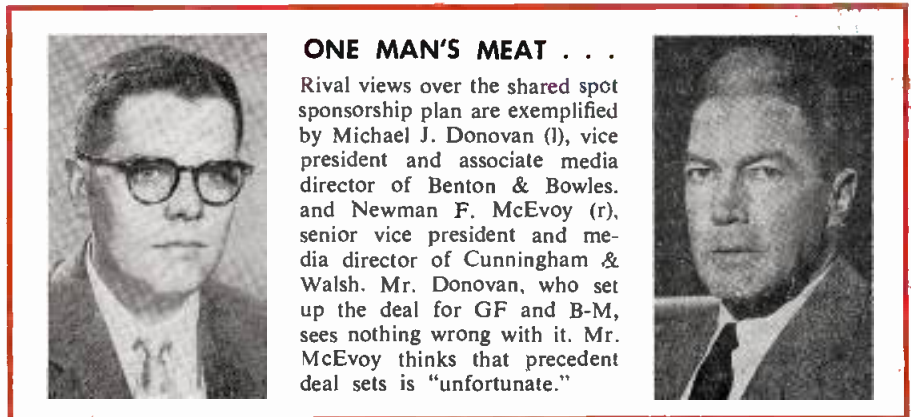 ONE MAN'S MEAT . . .
Rival views over the shared spot
sponsorship plan are exemplified
by Michael J. Donovan (l), vice
president and associate media
director of Benton & Bowles.
and Newman F. McEvoy (r),
senior vice president and me-
dia director of Cunningham &
Walsh. Mr. Donovan, who set
up the deal for GF and B-M,
sees nothing wrong with it. Mr.
McEvoy thinks that precedent
deal sets is "unfortunate."